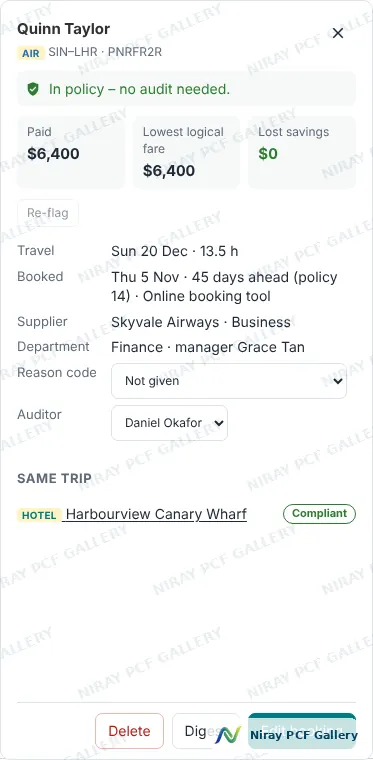 Quinn Taylor
AIR SIN–LHR · PNRFR2R
In policy – no audit needed.
Paid
$6,400
Lowest logical
fare
$6,400
Lost savings
$0
Re-flag
Travel Sun 20 Dec · 13.5 h
Booked Thu 5 Nov · 45 days ahead (policy
14) · Online booking tool
Supplier Skyvale Airways · Business
Department Finance · manager Grace Tan
Reason code Not given
Auditor Daniel Okafor
SAME TRIP
HOTEL Harbourview Canary Wharf Compliant
Delete
Niray PCF Gallery
NIRAY PCF GALLERY